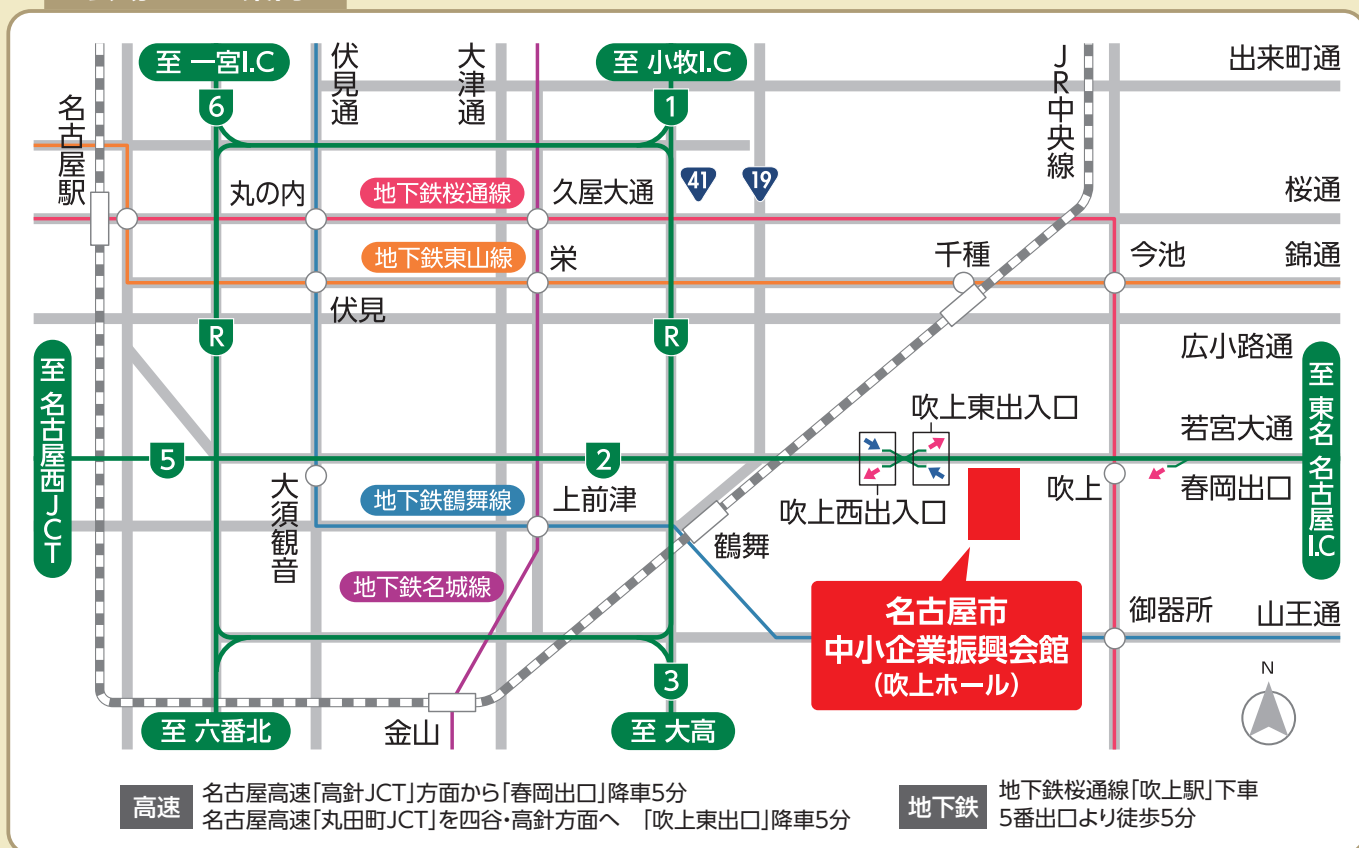 至 一宮I.C
伏見通
大津通
至 小牧I.C
JR中央線
出来町通
6
1
名古屋駅
丸の内
地下鉄桜通線
久屋大通
41
19
桜通
地下鉄東山線
栄
千種
今池
錦通
伏見
R
R
広小路通
至 名古屋西JCT
至 東名 名古屋I.C
吹上東出入口
若宮大通
5
2
大須観音
地下鉄鶴舞線
上前津
吹上西出入口
吹上
春岡出口
鶴舞
地下鉄名城線
名古屋市
中小企業振興会館
(吹上ホール)
御器所
山王通
3
N
至 六番北
金山
至 大高
高速
名古屋高速「高針JCT」方面から「春岡出口」降車5分
名古屋高速「丸田町JCT」を四谷・高針方面へ 「吹上東出口」降車5分
地下鉄
地下鉄桜通線「吹上駅」下車
5番出口より徒歩5分